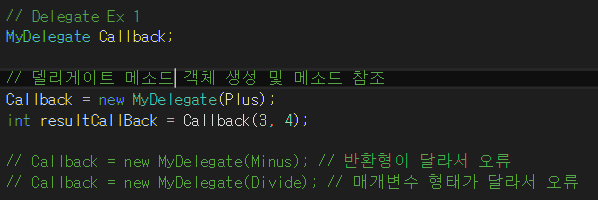 // Delegate Ex 1
MyDelegate Callback;
// 델리게이트 메소드 객체 생성 및 메소드 참조
Callback = new MyDelegate(Plus);
int resultCallBack = Callback(3, 4);
// Callback = new MyDelegate(Minus); // 반환형이 달라서 오류
// Callback = new MyDelegate(Divide); // 매개변수 형태가 달라서 오류